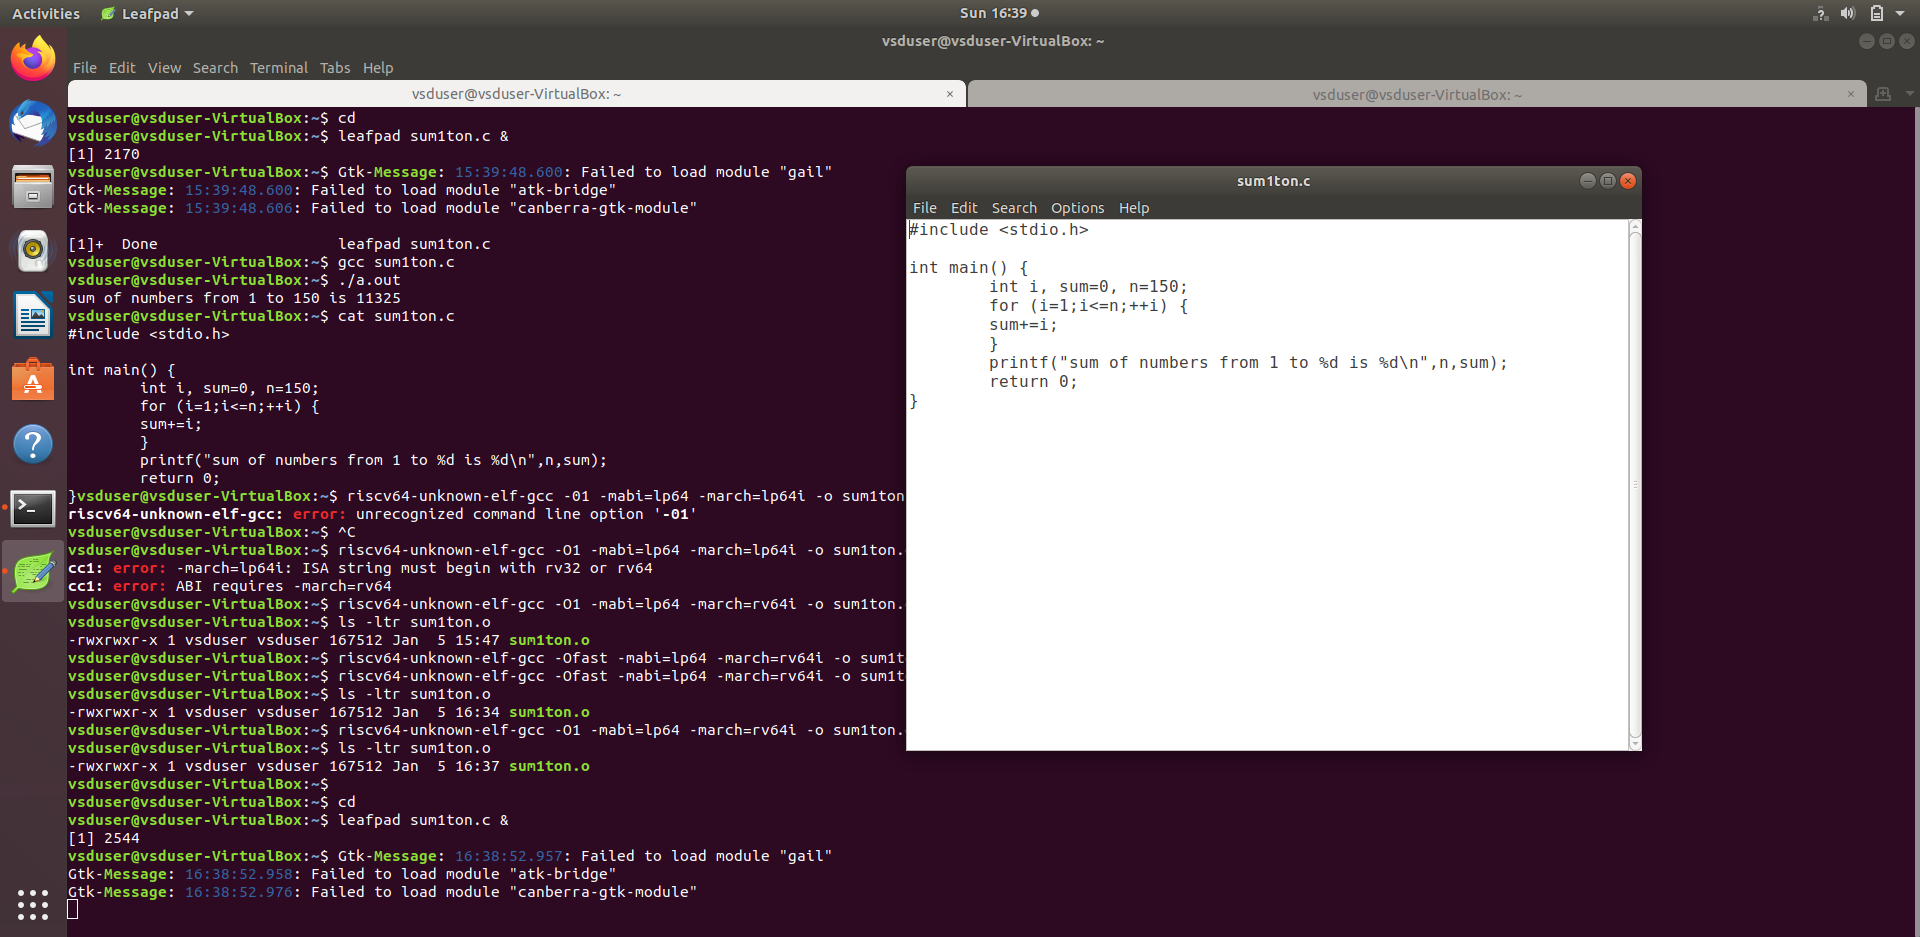 Activities Leafpad Sun 16:39
vsduser@vsduser-VirtualBox: ~
File Edit View Search Terminal Tabs Help
vsduser@vsduser-VirtualBox: ~ × vsduser@vsduser-VirtualBox: ~ ×
vsduser@vsduser-VirtualBox:~$ cd
vsduser@vsduser-VirtualBox:~$ leafpad sum1ton.c &
[1] 2170
vsduser@vsduser-VirtualBox:~$ Gtk-Message: 15:39:48.600: Failed to load module "gail"
Gtk-Message: 15:39:48.600: Failed to load module "atk-bridge"
Gtk-Message: 15:39:48.606: Failed to load module "canberra-gtk-module"
[1]+  Done                    leafpad sum1ton.c
vsduser@vsduser-VirtualBox:~$ gcc sum1ton.c
vsduser@vsduser-VirtualBox:~$ ./a.out
sum of numbers from 1 to 150 is 11325
vsduser@vsduser-VirtualBox:~$ cat sum1ton.c
#include <stdio.h>
int main() {
        int i, sum=0, n=150;
        for (i=1;i<=n;++i) {
        sum+=i;
        }
        printf("sum of numbers from 1 to %d is %d\n",n,sum);
        return 0;
}vsduser@vsduser-VirtualBox:~$ riscv64-unknown-elf-gcc -01 -mabi=lp64 -march=lp64i -o sum1ton
riscv64-unknown-elf-gcc: error: unrecognized command line option '-01'
vsduser@vsduser-VirtualBox:~$ ^C
vsduser@vsduser-VirtualBox:~$ riscv64-unknown-elf-gcc -O1 -mabi=lp64 -march=lp64i -o sum1ton.
cc1: error: -march=lp64i: ISA string must begin with rv32 or rv64
cc1: error: ABI requires -march=rv64
vsduser@vsduser-VirtualBox:~$ riscv64-unknown-elf-gcc -O1 -mabi=lp64 -march=rv64i -o sum1ton.
vsduser@vsduser-VirtualBox:~$ ls -ltr sum1ton.o
-rwxrwxr-x 1 vsduser vsduser 167512 Jan  5 15:47 sum1ton.o
vsduser@vsduser-VirtualBox:~$ riscv64-unknown-elf-gcc -Ofast -mabi=lp64 -march=rv64i -o sum1t
vsduser@vsduser-VirtualBox:~$ riscv64-unknown-elf-gcc -Ofast -mabi=lp64 -march=rv64i -o sum1t
vsduser@vsduser-VirtualBox:~$ ls -ltr sum1ton.o
-rwxrwxr-x 1 vsduser vsduser 167512 Jan  5 16:34 sum1ton.o
vsduser@vsduser-VirtualBox:~$ riscv64-unknown-elf-gcc -O1 -mabi=lp64 -march=rv64i -o sum1ton.
vsduser@vsduser-VirtualBox:~$ ls -ltr sum1ton.o
-rwxrwxr-x 1 vsduser vsduser 167512 Jan  5 16:37 sum1ton.o
vsduser@vsduser-VirtualBox:~$
vsduser@vsduser-VirtualBox:~$ cd
vsduser@vsduser-VirtualBox:~$ leafpad sum1ton.c &
[1] 2544
vsduser@vsduser-VirtualBox:~$ Gtk-Message: 16:38:52.957: Failed to load module "gail"
Gtk-Message: 16:38:52.958: Failed to load module "atk-bridge"
Gtk-Message: 16:38:52.976: Failed to load module "canberra-gtk-module"
sum1ton.c
File Edit Search Options Help
#include <stdio.h>
int main() {
        int i, sum=0, n=150;
        for (i=1;i<=n;++i) {
        sum+=i;
        }
        printf("sum of numbers from 1 to %d is %d\n",n,sum);
        return 0;
}